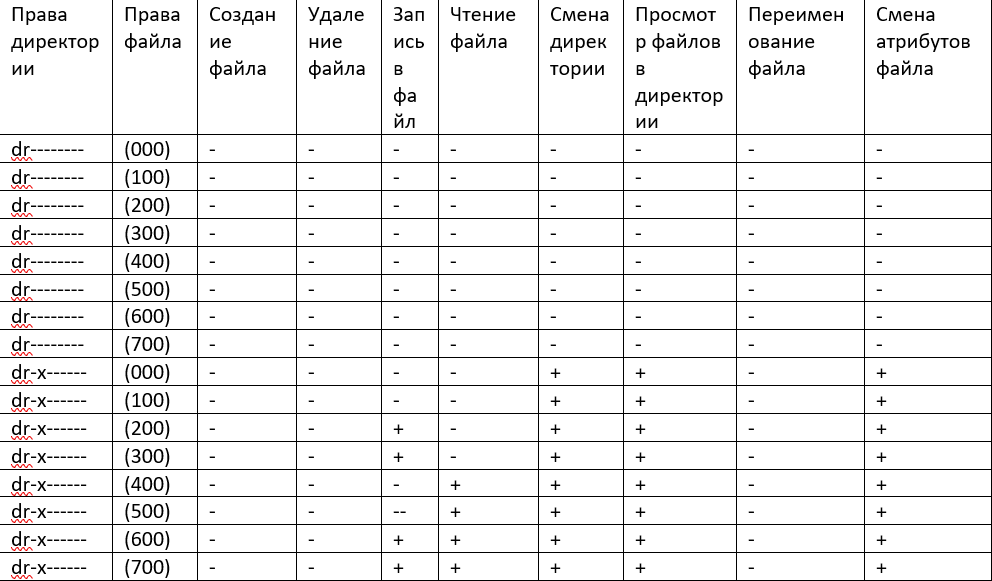 Права директории | Права файла | Создание файла | Удаление файла | Запись в файл | Чтение файла | Смена директории | Просмотр файлов в директории | Переименование файла | Смена атрибутов файла
dr-------- | (000) | - | - | - | - | - | - | - | -
dr-------- | (100) | - | - | - | - | - | - | - | -
dr-------- | (200) | - | - | - | - | - | - | - | -
dr-------- | (300) | - | - | - | - | - | - | - | -
dr-------- | (400) | - | - | - | - | - | - | - | -
dr-------- | (500) | - | - | - | - | - | - | - | -
dr-------- | (600) | - | - | - | - | - | - | - | -
dr-------- | (700) | - | - | - | - | - | - | - | -
dr-x------ | (000) | - | - | - | - | + | + | - | +
dr-x------ | (100) | - | - | - | - | + | + | - | +
dr-x------ | (200) | - | - | + | - | + | + | - | +
dr-x------ | (300) | - | - | + | - | + | + | - | +
dr-x------ | (400) | - | - | - | + | + | + | - | +
dr-x------ | (500) | - | - | -- | + | + | + | - | +
dr-x------ | (600) | - | - | + | + | + | + | - | +
dr-x------ | (700) | - | - | + | + | + | + | - | +